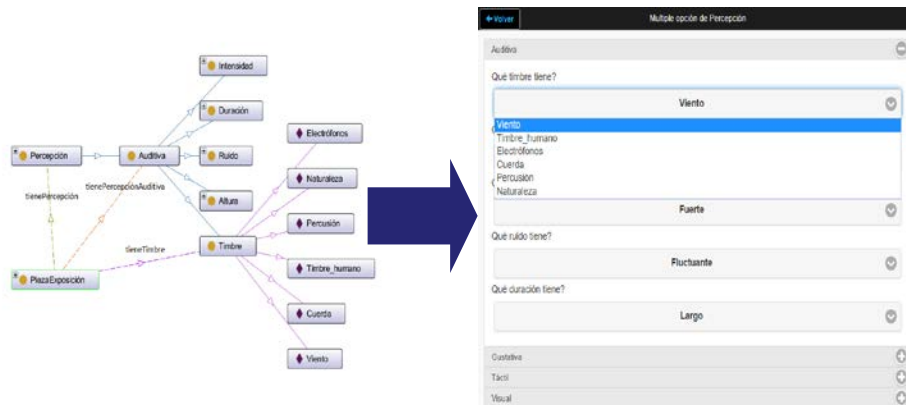 Intensidad
Duración
Electrófonos
Percepción
Auditiva
Ruido
Naturaleza
tienePercepciónAuditiva
tienePercepción
Altura
Percusión
tieneTimbre
Timbre
Timbre_humano
PiezaExposición
Cuerda
Viento
Volver
Multiple opción de Percepción
Auditiva
Qué timbre tiene?
Viento
Viento
Timbre_humano
Electrófonos
Cuerda
Percusión
Naturaleza
Fuerte
Qué ruido tiene?
Fluctuante
Qué duración tiene?
Largo
Gustativa
Táctil
Visual